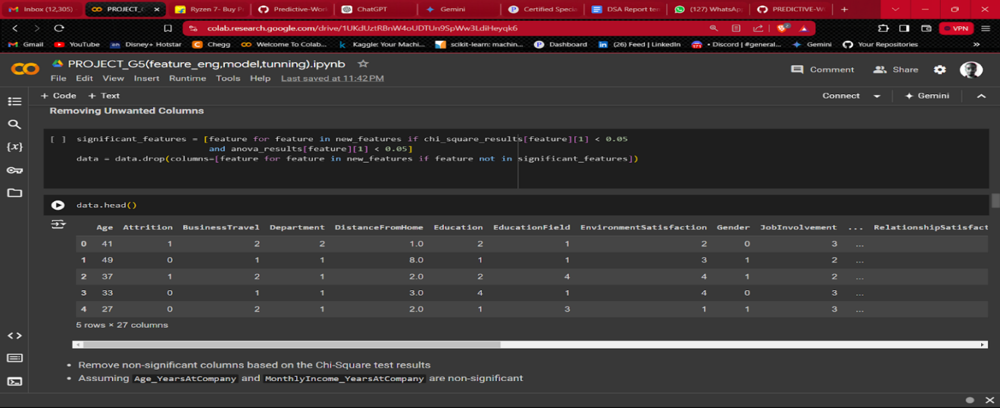 Inbox (12,305) PROJECT_G Ryzen 7- Buy Pr Predictive-Work ChatGPT Gemini Certified Specia DSA Report tem (127) WhatsApp PREDICTIVE-W
colab.research.google.com/drive/1UKdUztRBnW4oUDTUn9SpWw3LdiHeyqk6 2 VPN
Gmail YouTube Disney+ Hotstar Chegg Welcome To Colab... Kaggle: Your Machi... scikit-learn: machin... Dashboard (26) Feed | LinkedIn • Discord | #general... Gemini Your Repositories »
PROJECT_G5(feature_eng,model,tunning).ipynb
File Edit View Insert Runtime Tools Help Last saved at 11:42 PM Comment Share
+ Code + Text Connect Gemini
Removing Unwanted Columns
[ ] significant_features = [feature for feature in new_features if chi_square_results[feature][1] < 0.05
and anova_results[feature][1] < 0.05]
data = data.drop(columns=[feature for feature in new_features if feature not in significant_features])
data.head()
Age Attrition BusinessTravel Department DistanceFromHome Education EducationField EnvironmentSatisfaction Gender JobInvolvement ... RelationshipSatisfact
0 41 1 2 2 1.0 2 1 2 0 3 ...
1 49 0 1 1 8.0 1 1 3 1 2 ...
2 37 1 2 1 2.0 2 4 4 1 2 ...
3 33 0 1 1 3.0 4 1 4 0 3 ...
4 27 0 2 1 2.0 1 3 1 1 3 ...
5 rows × 27 columns
• Remove non-significant columns based on the Chi-Square test results
• Assuming Age_YearsAtCompany and MonthlyIncome_YearsAtCompany are non-significant